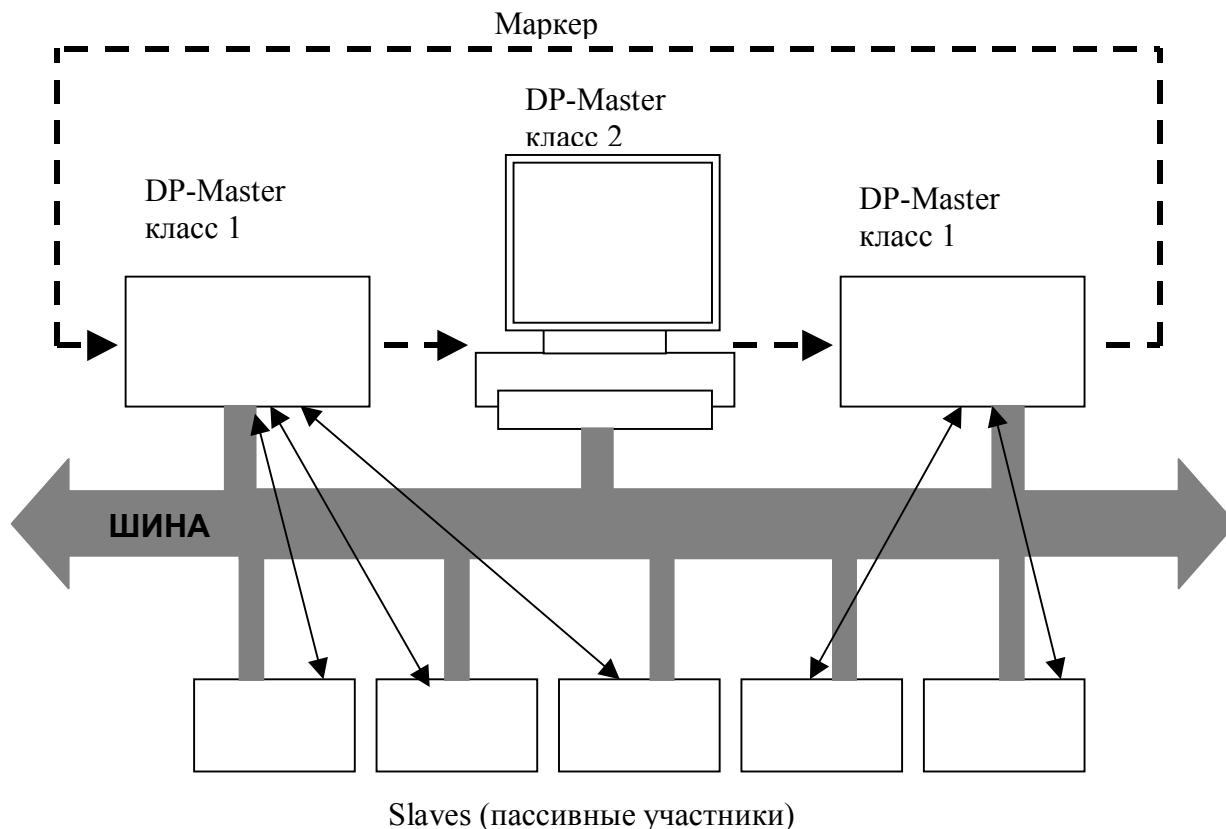 Маркер
DP-Master
класс 2
DP-Master
класс 1
DP-Master
класс 1
ШИНА
Slaves (пассивные участники)